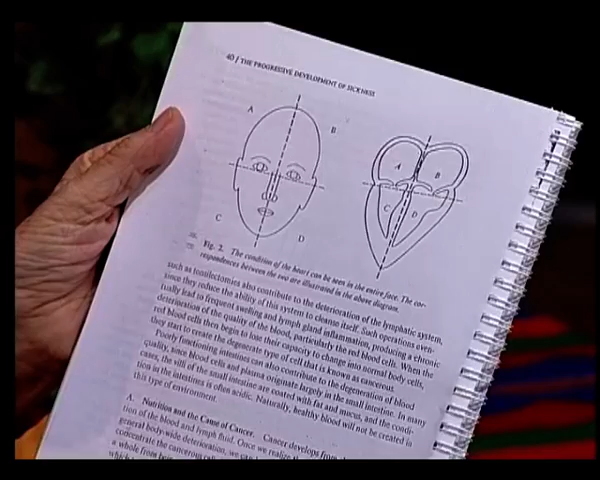 40 / THE PROGRESSIVE DEVELOPMENT OF SICKNESS
A
B
C
D
A
B
C
D
Fig. 2. The condition of the heart can be seen in the entire face. The cor-
respondences between the two are illustrated in the above diagram.
such as tonsilectomies also contribute to the deterioration of the lymphatic system,
since they reduce the ability of this system to cleanse itself. Such operations even-
tually lead to frequent swelling and lymph gland inflammation, producing a chronic
deterioration of the quality of the blood, particularly the red blood cells. When the
red blood cells then begin to lose their capacity to change into normal body cells,
they start to create the degenerate type of cell that is known as cancerous.
Poorly functioning intestines can also contribute to the degeneration of blood
quality, since blood cells and plasma originate largely in the small intestine. In many
cases, the villi of the small intestine are coated with fat and mucus, and the condi-
tion in the intestines is often acidic. Naturally, healthy blood will not be created in
this type of environment.
A. Nutrition and the Cause of Cancer. Cancer develops from
tion of the blood and lymph fluid. Once we realize
general body-wide deterioration, we can
concentrate the cancerous
a whole from
which